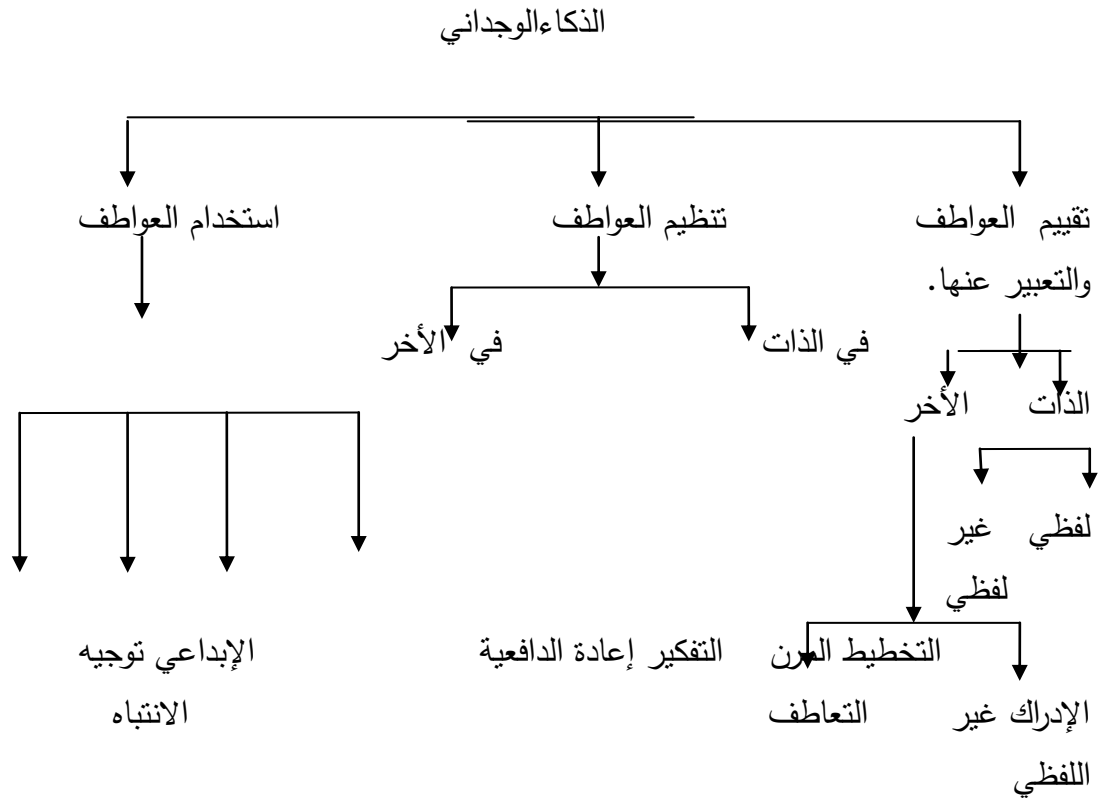 الذكاءالوجداني
تقييم العواطف تنظيم العواطف استخدام العواطف
والتعبير عنها.
في الذات في الأخر
الذات الأخر
لفظي غير
لفظي
التخطيط المرن التفكير إعادة الدافعية الإبداعي توجيه
الإدراك غير التعاطف الانتباه
اللفظي